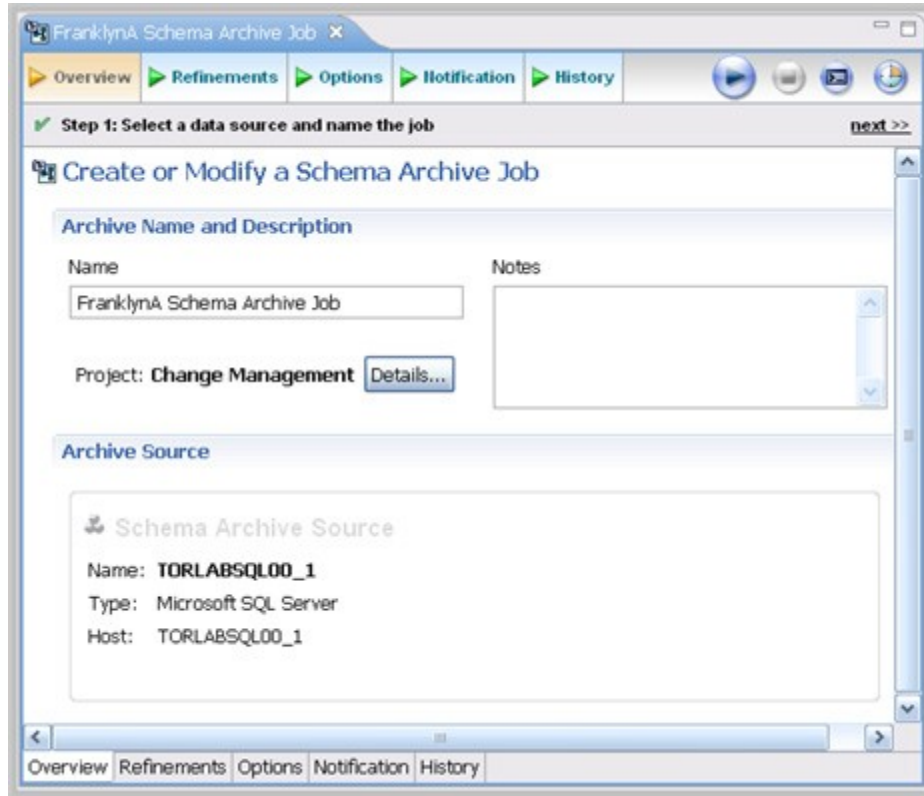 FranklynA Schema Archive Job
Overview Refinements Options Notification History
Step 1: Select a data source and name the job next >>
Create or Modify a Schema Archive Job
Archive Name and Description
Name Notes
FranklynA Schema Archive Job
Project: Change Management Details...
Archive Source
Schema Archive Source
Name: TORLABSQL00_1
Type: Microsoft SQL Server
Host: TORLABSQL00_1
Overview Refinements Options Notification History